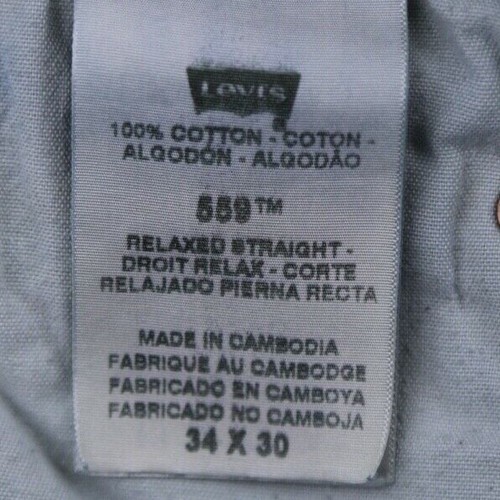 Levi's
100% COTTON - COTON -
ALGODÓN - ALGODÃO
559™
RELAXED STRAIGHT -
DROIT RELAX - CORTE
RELAJADO PIERNA RECTA
MADE IN CAMBODIA
FABRIQUE AU CAMBODGE
FABRICADO EN CAMBOYA
FABRICADO NO CAMBOJA
34 X 30